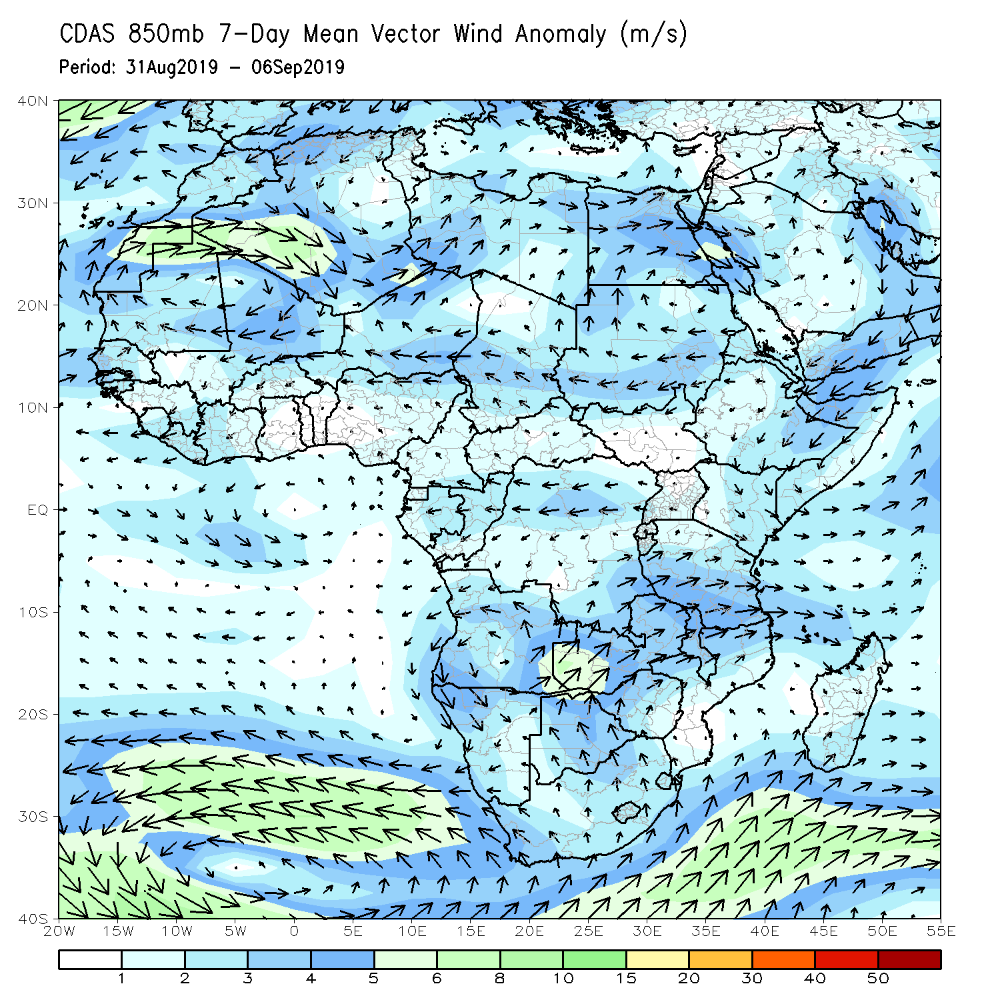 CDAS 850mb 7-Day Mean Vector Wind Anomaly (m/s)
Period: 31Aug2019 - 06Sep2019
40N
30N
20N
10N
EQ
10S
20S
30S
40S
20W 15W 10W 5W 0 5E 10E 15E 20E 25E 30E 35E 40E 45E 50E 55E
1 2 3 4 5 6 8 10 15 20 30 40 50